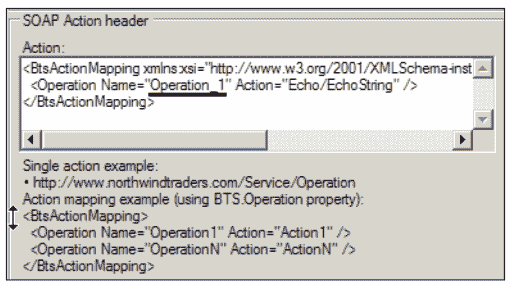 SOAP Action header
Action:
<BtsActionMapping xmlns:xsi="http://www.w3.org/2001/XMLSchema-inst
<Operation Name="Operation_1" Action="Echo/EchoString" />
</BtsActionMapping>
Single action example:
• http://www.northwindtraders.com/Service/Operation
Action mapping example (using BTS.Operation property):
<BtsActionMapping>
<Operation Name="Operation1" Action="Action1" />
<Operation Name="OperationN" Action="ActionN" />
</BtsActionMapping>